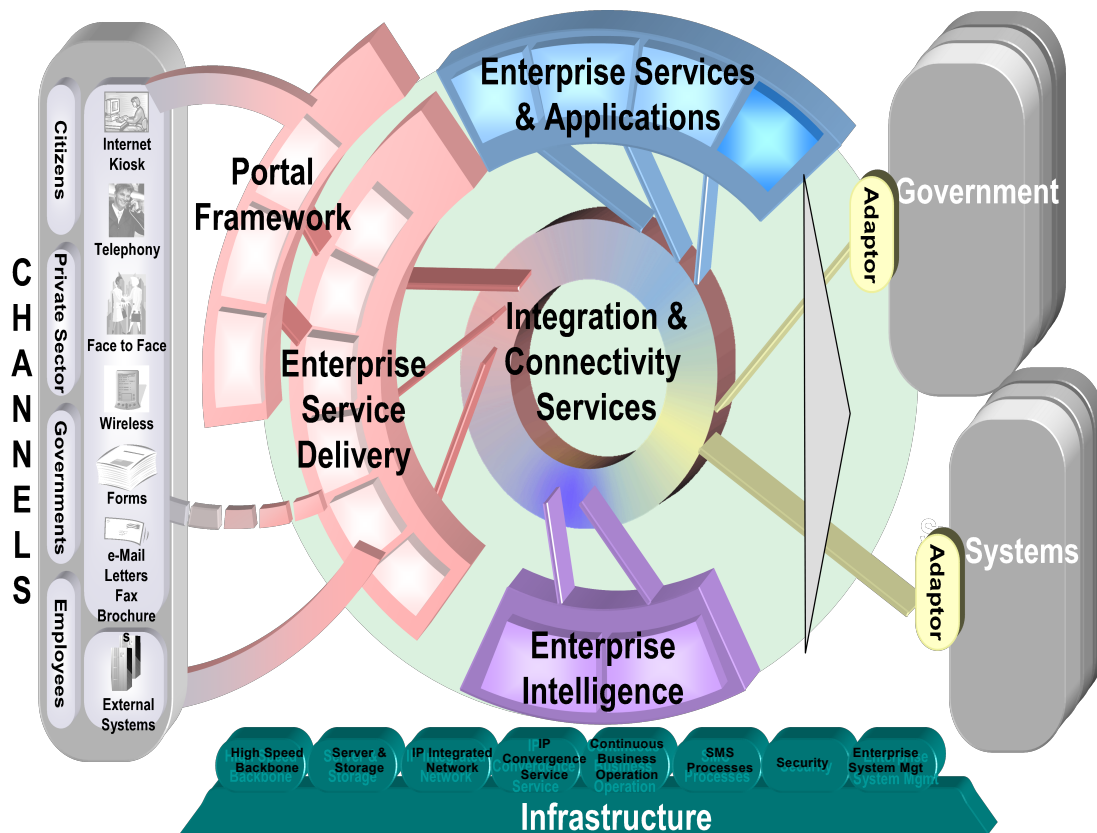 CHANNELS
Citizens
Private Sector
Governments
Employees
Internet
Kiosk
Telephony
Face to Face
Wireless
Forms
e-Mail
Letters
Fax
Brochure
s
External
Systems
Portal
Framework
Enterprise
Service
Delivery
Enterprise Services
& Applications
Integration &
Connectivity
Services
Enterprise
Intelligence
Adaptor
Government
Adaptor
Systems
High Speed
Backbone
Server &
Storage
IP Integrated
Network
IP
Convergence
Service
Continuous
Business
Operation
SMS
Processes
Security
Enterprise
System Mgt
Infrastructure